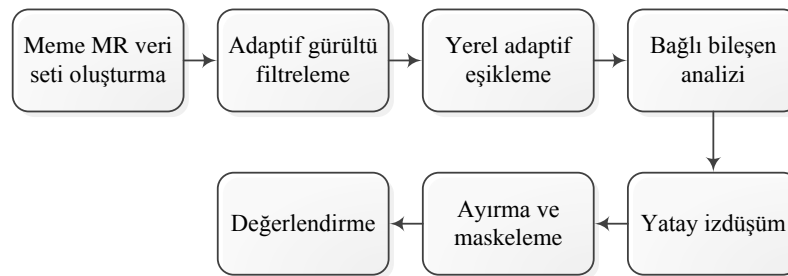 Meme MR veri
seti oluşturma
Adaptif gürültü
filtreleme
Yerel adaptif
eşikleme
Bağlı bileşen
analizi
Yatay izdüşüm
Ayırma ve
maskeleme
Değerlendirme